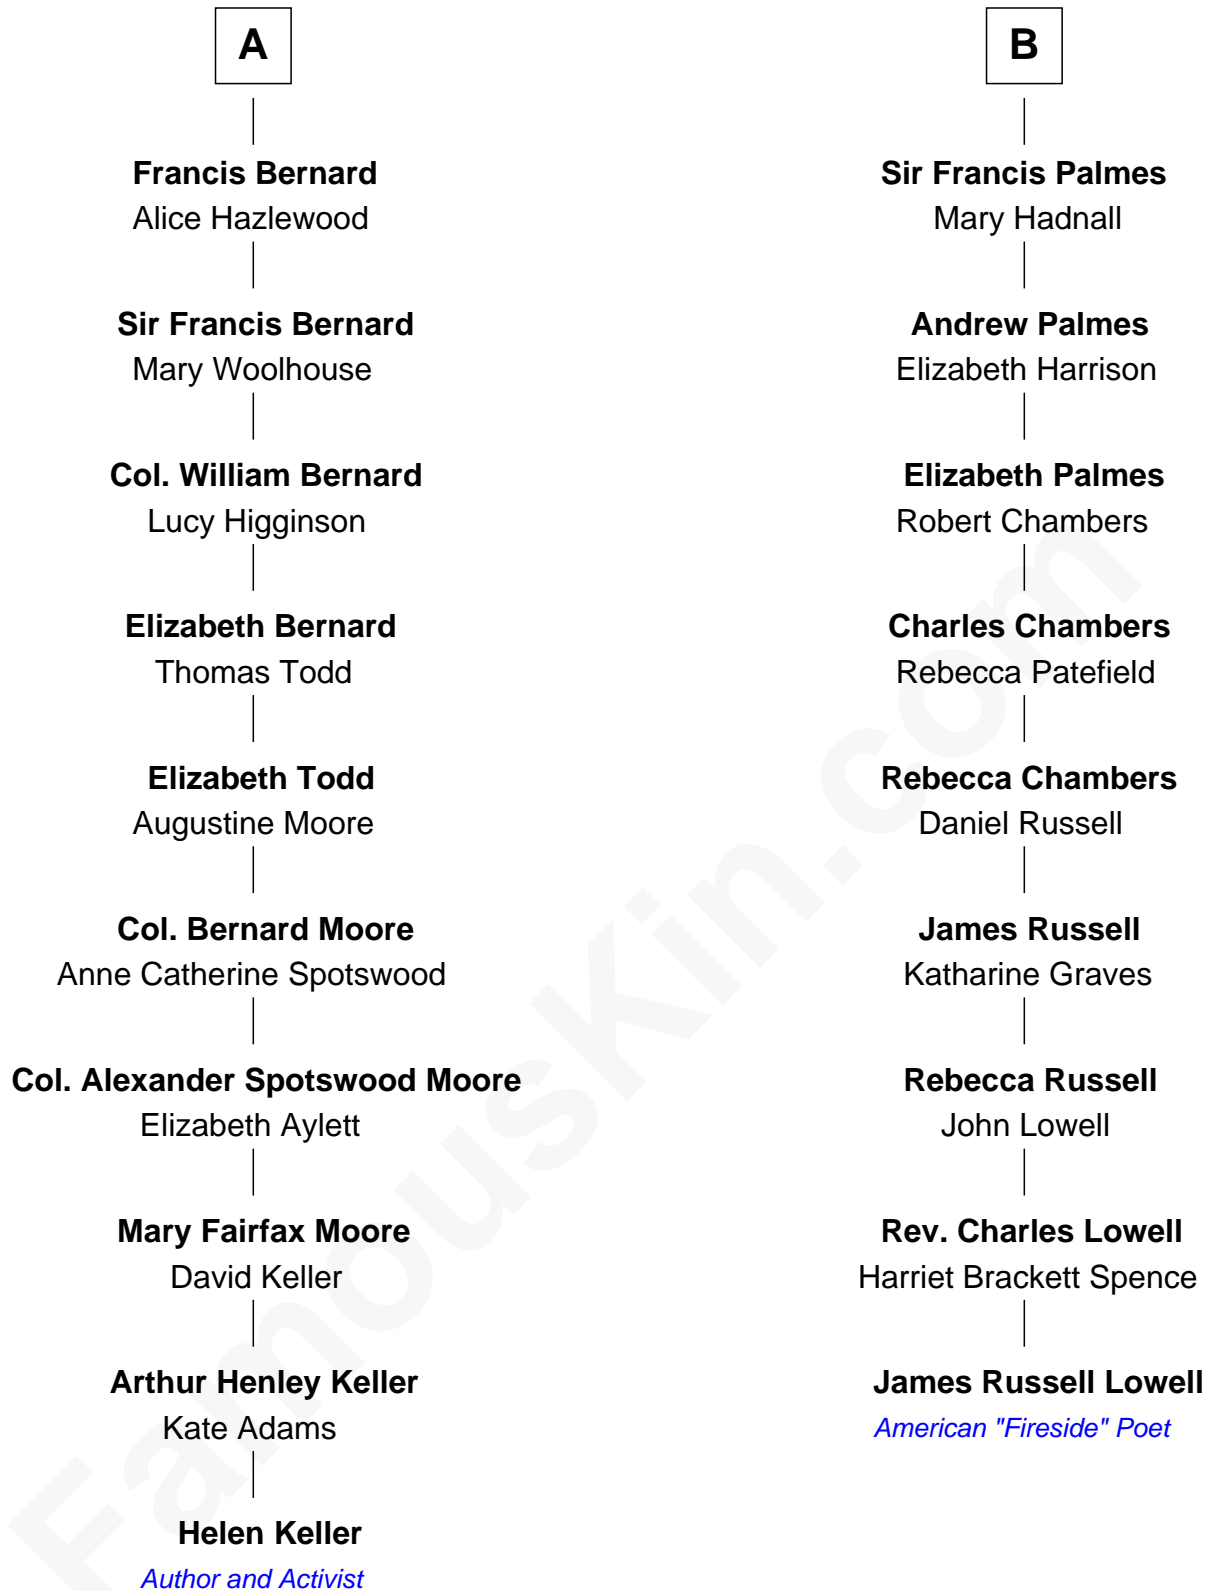 A
Francis Bernard
Alice Hazlewood
Sir Francis Bernard
Mary Woolhouse
Col. William Bernard
Lucy Higginson
Elizabeth Bernard
Thomas Todd
Elizabeth Todd
Augustine Moore
Col. Bernard Moore
Anne Catherine Spotswood
Col. Alexander Spotswood Moore
Elizabeth Aylett
Mary Fairfax Moore
David Keller
Arthur Henley Keller
Kate Adams
Helen Keller
Author and Activist
B
Sir Francis Palmes
Mary Hadnall
Andrew Palmes
Elizabeth Harrison
Elizabeth Palmes
Robert Chambers
Charles Chambers
Rebecca Patefield
Rebecca Chambers
Daniel Russell
James Russell
Katharine Graves
Rebecca Russell
John Lowell
Rev. Charles Lowell
Harriet Brackett Spence
James Russell Lowell
American "Fireside" Poet
FamousKin.com